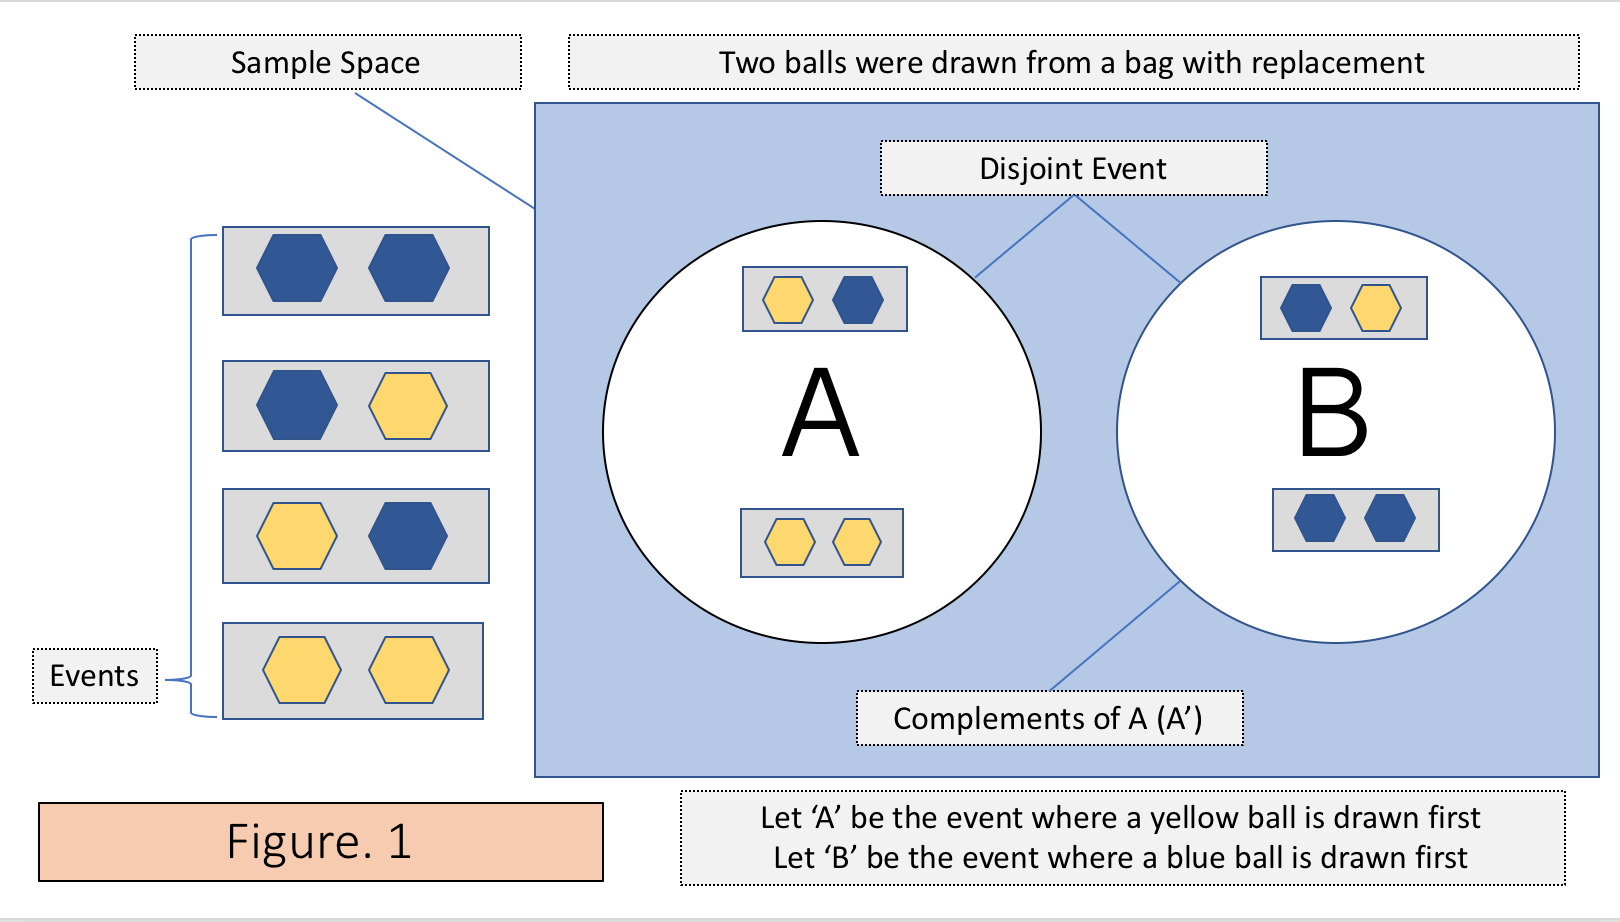 Sample Space
Two balls were drawn from a bag with replacement
Disjoint Event
A
B
Events
Complements of A (A’)
Figure. 1
Let ‘A’ be the event where a yellow ball is drawn first
Let ‘B’ be the event where a blue ball is drawn first